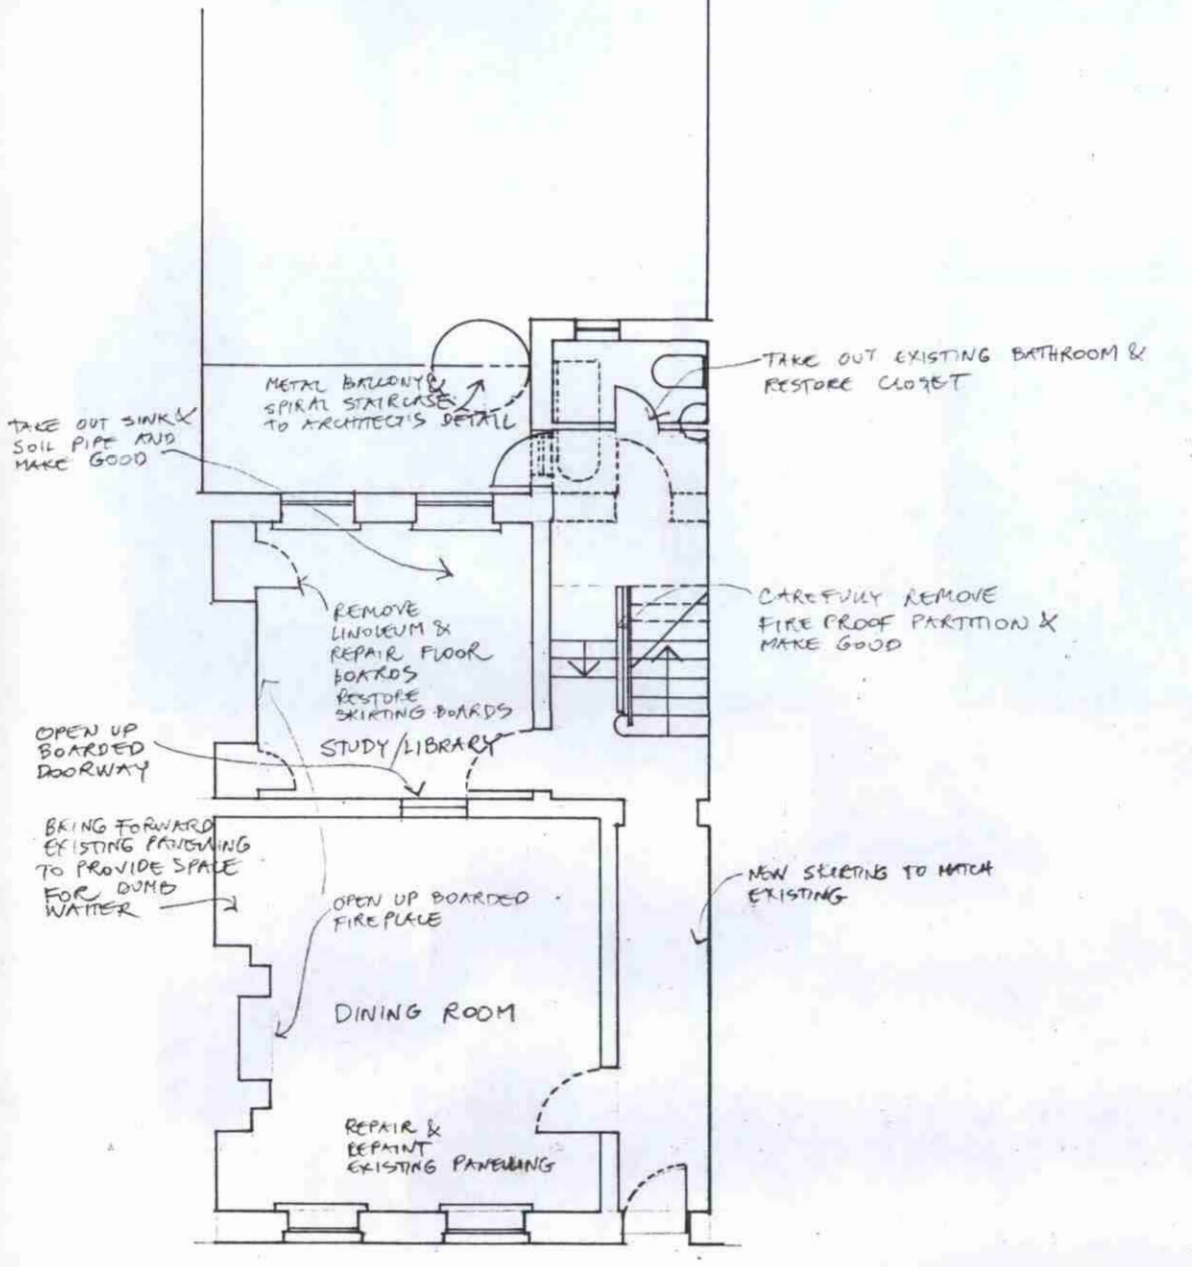 METAL BALCONY &
SPIRAL STAIRCASE
TO ARCHITECT'S DETAIL
TAKE OUT EXISTING BATHROOM &
RESTORE CLOSET
TAKE OUT SINK &
SOIL PIPE AND
MAKE GOOD
REMOVE
LINOLEUM &
REPAIR FLOOR
BOARDS
RESTORE
SKIRTING BOARDS
STUDY/LIBRARY
CAREFULLY REMOVE
FIRE PROOF PARTITION &
MAKE GOOD
OPEN UP
BOARDED
DOORWAY
BRING FORWARD
EXISTING PANELLING
TO PROVIDE SPACE
FOR DUMB
WAITER
OPEN UP BOARDED
FIREPLACE
NEW SKIRTING TO MATCH
EXISTING
DINING ROOM
REPAIR &
REPAINT
EXISTING PANELLING